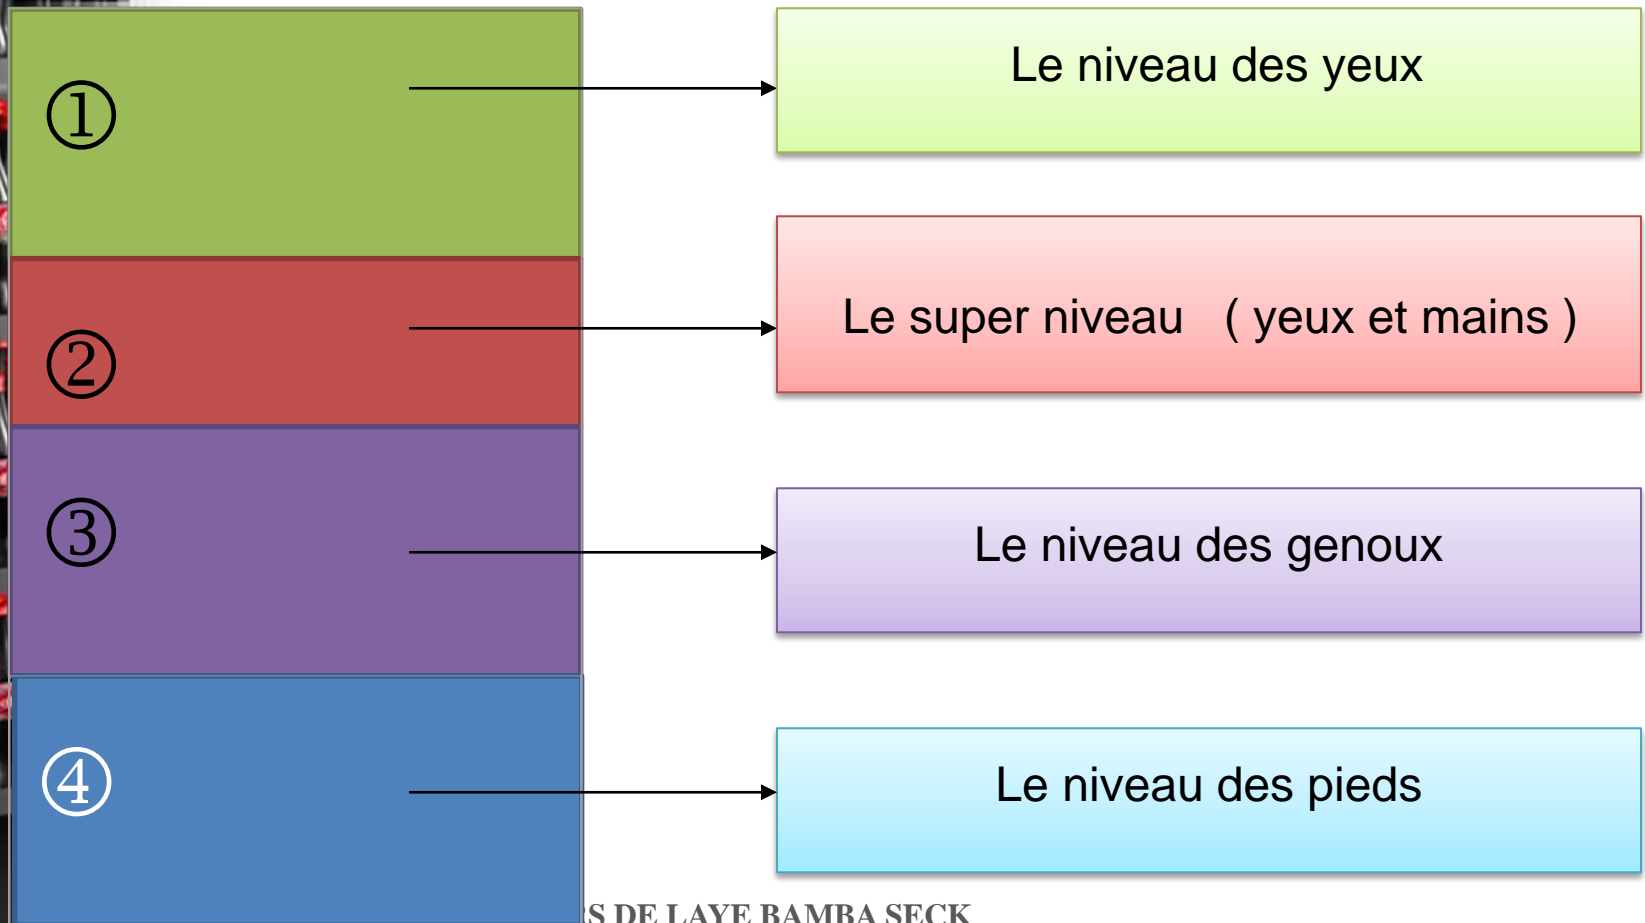 ①
Le niveau des yeux
②
Le super niveau ( yeux et mains )
③
Le niveau des genoux
④
Le niveau des pieds
DE LAYE BAMBA SECK